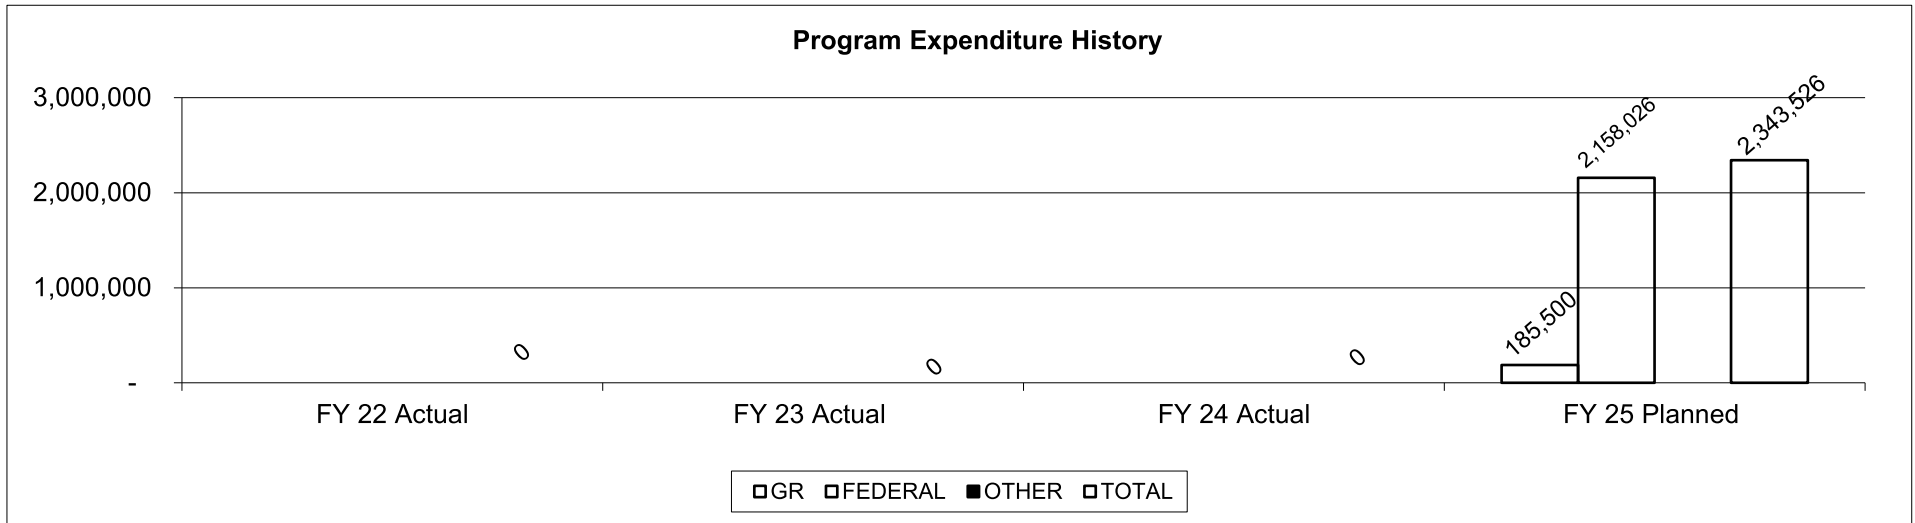 Program Expenditure History
3,000,000
2,000,000
1,000,000
-
0
0
0
185,500
2,158,026
2,343,526
FY 22 Actual
FY 23 Actual
FY 24 Actual
FY 25 Planned
GR FEDERAL OTHER TOTAL